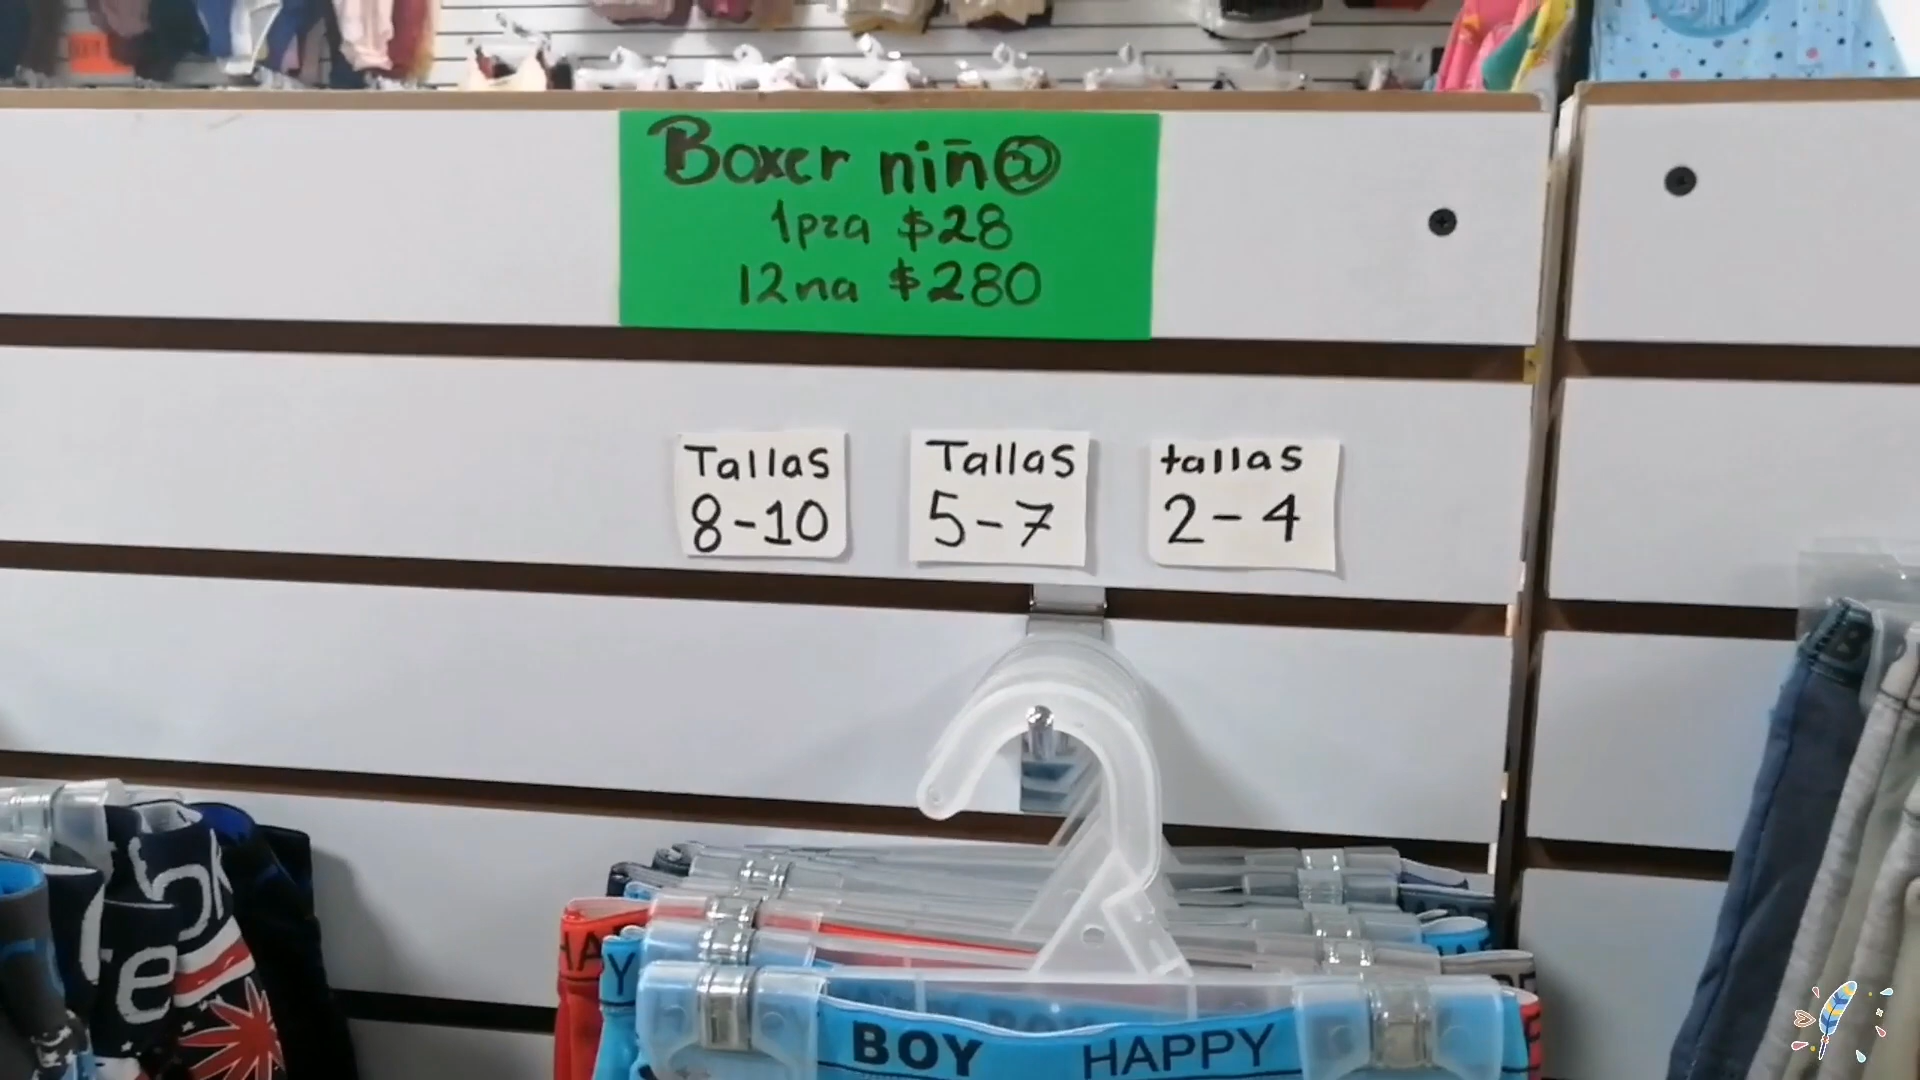 Boxer niñ@
1pza $28
12na $280
Tallas
8-10
Tallas
5-7
tallas
2-4
BOY HAPPY